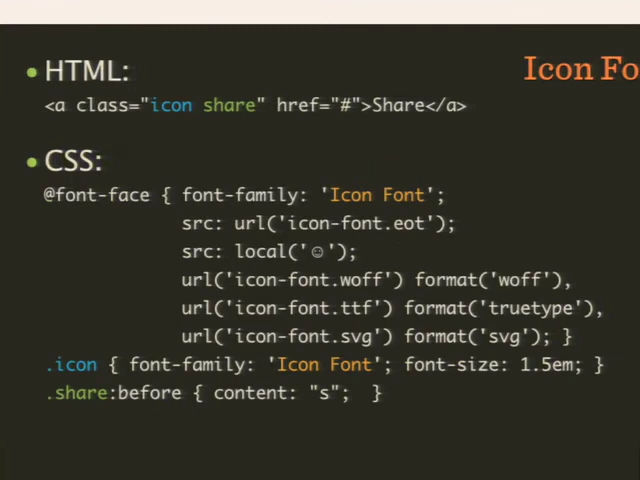 Icon Fo
• HTML:
<a class="icon share" href="#">Share</a>
• CSS:
@font-face { font-family: 'Icon Font';
src: url('icon-font.eot');
src: local('☺');
url('icon-font.woff') format('woff'),
url('icon-font.ttf') format('truetype'),
url('icon-font.svg') format('svg'); }
.icon { font-family: 'Icon Font'; font-size: 1.5em; }
.share:before { content: "s"; }